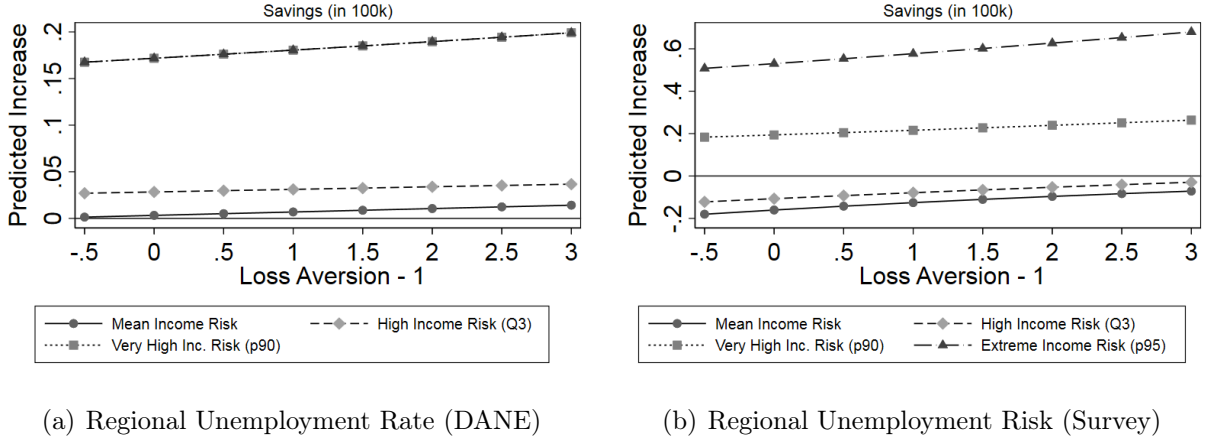 Savings (in 100k)
Predicted Increase
.2
.15
.1
.05
0
-.5 0 .5 1 1.5 2 2.5 3
Loss Aversion - 1
Mean Income Risk
High Income Risk (Q3)
Very High Inc. Risk (p90)
(a) Regional Unemployment Rate (DANE)
Savings (in 100k)
Predicted Increase
.6
.4
.2
0
-.2
-.5 0 .5 1 1.5 2 2.5 3
Loss Aversion - 1
Mean Income Risk
High Income Risk (Q3)
Very High Inc. Risk (p90)
Extreme Income Risk (p95)
(b) Regional Unemployment Risk (Survey)